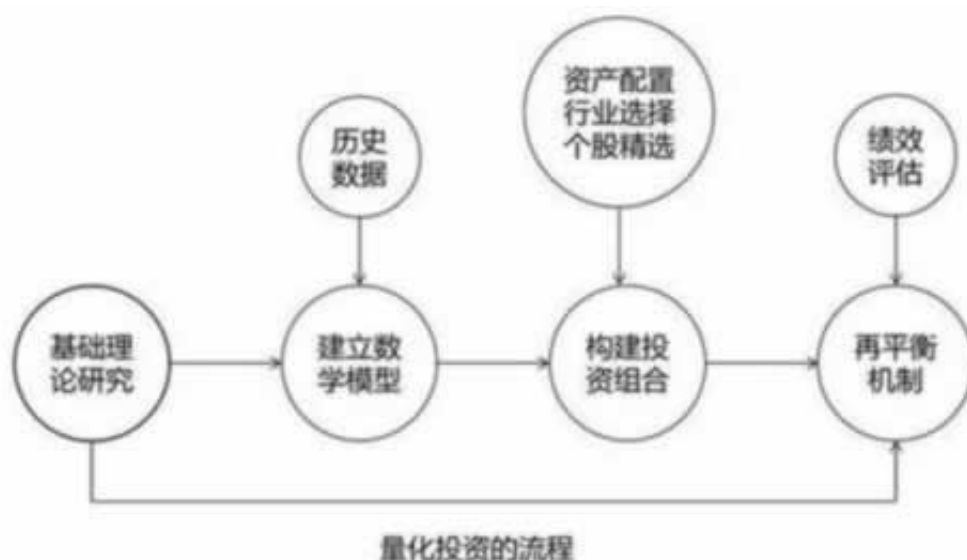 资产配置
行业选择
个股精选
历史
数据
绩效
评估
基础理
论研究
建立数
学模型
构建投
资组合
再平衡
机制
量化投资的流程